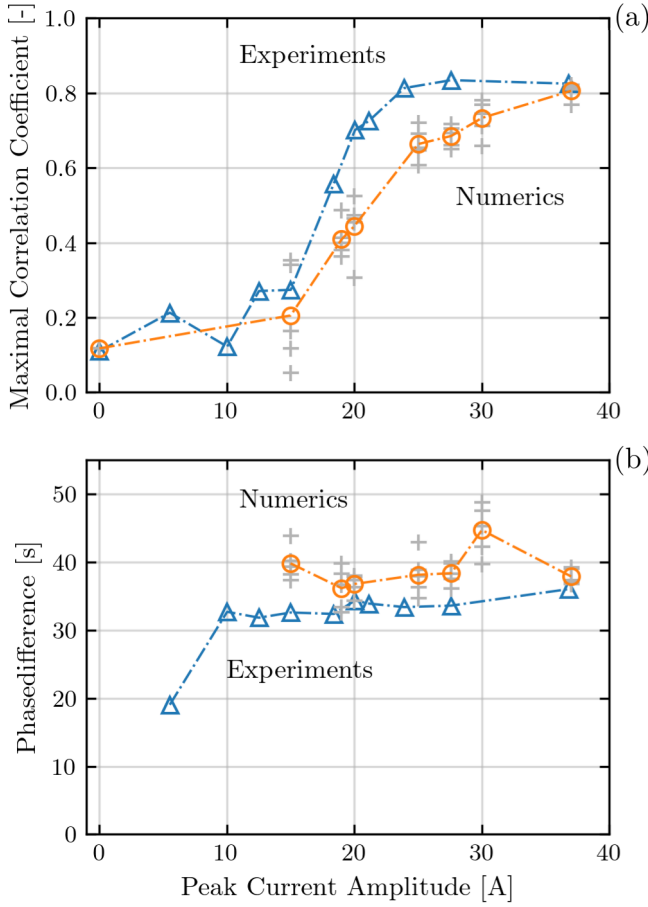 (a)
Maximal Correlation Coefficient [-]
1.0
0.8
0.6
0.4
0.2
0.0
Experiments
Numerics
0
10
20
30
40
(b)
Phasedifference [s]
50
40
30
20
10
0
Numerics
Experiments
0
10
20
30
40
Peak Current Amplitude [A]